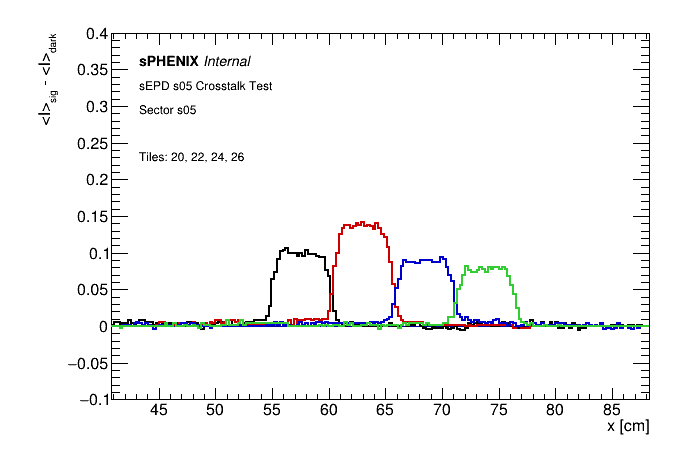 <I>sig - <I>dark
0.4
0.35
0.3
0.25
0.2
0.15
0.1
0.05
0
−0.05
−0.1
sPHENIX Internal
sEPD s05 Crosstalk Test
Sector s05
Tiles: 20, 22, 24, 26
45 50 55 60 65 70 75 80 85
x [cm]